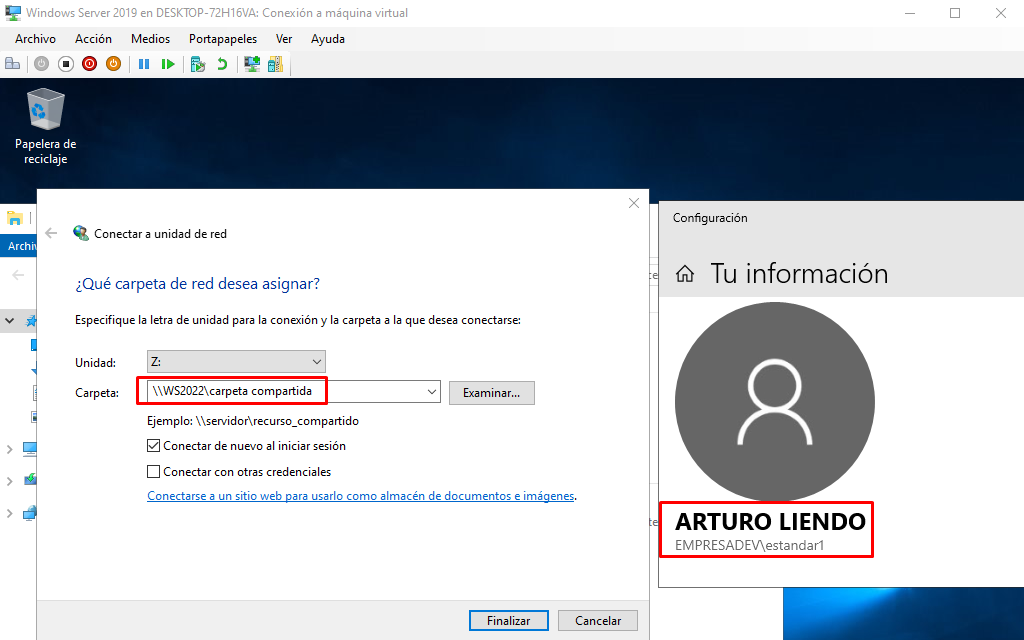 Windows Server 2019 en DESKTOP-72H16VA: Conexión a máquina virtual
Archivo Acción Medios Portapapeles Ver Ayuda
Papelera de
reciclaje
Conectar a unidad de red
¿Qué carpeta de red desea asignar?
Especifique la letra de unidad para la conexión y la carpeta a la que desea conectarse:
Unidad: Z:
Carpeta: \\WS2022\carpeta compartida Examinar...
Ejemplo: \\servidor\recurso_compartido
Conectar de nuevo al iniciar sesión
Conectar con otras credenciales
Conectarse a un sitio web para usarlo como almacén de documentos e imágenes.
Finalizar Cancelar
Configuración
Tu información
ARTURO LIENDO
EMPRESADEV\estandar1